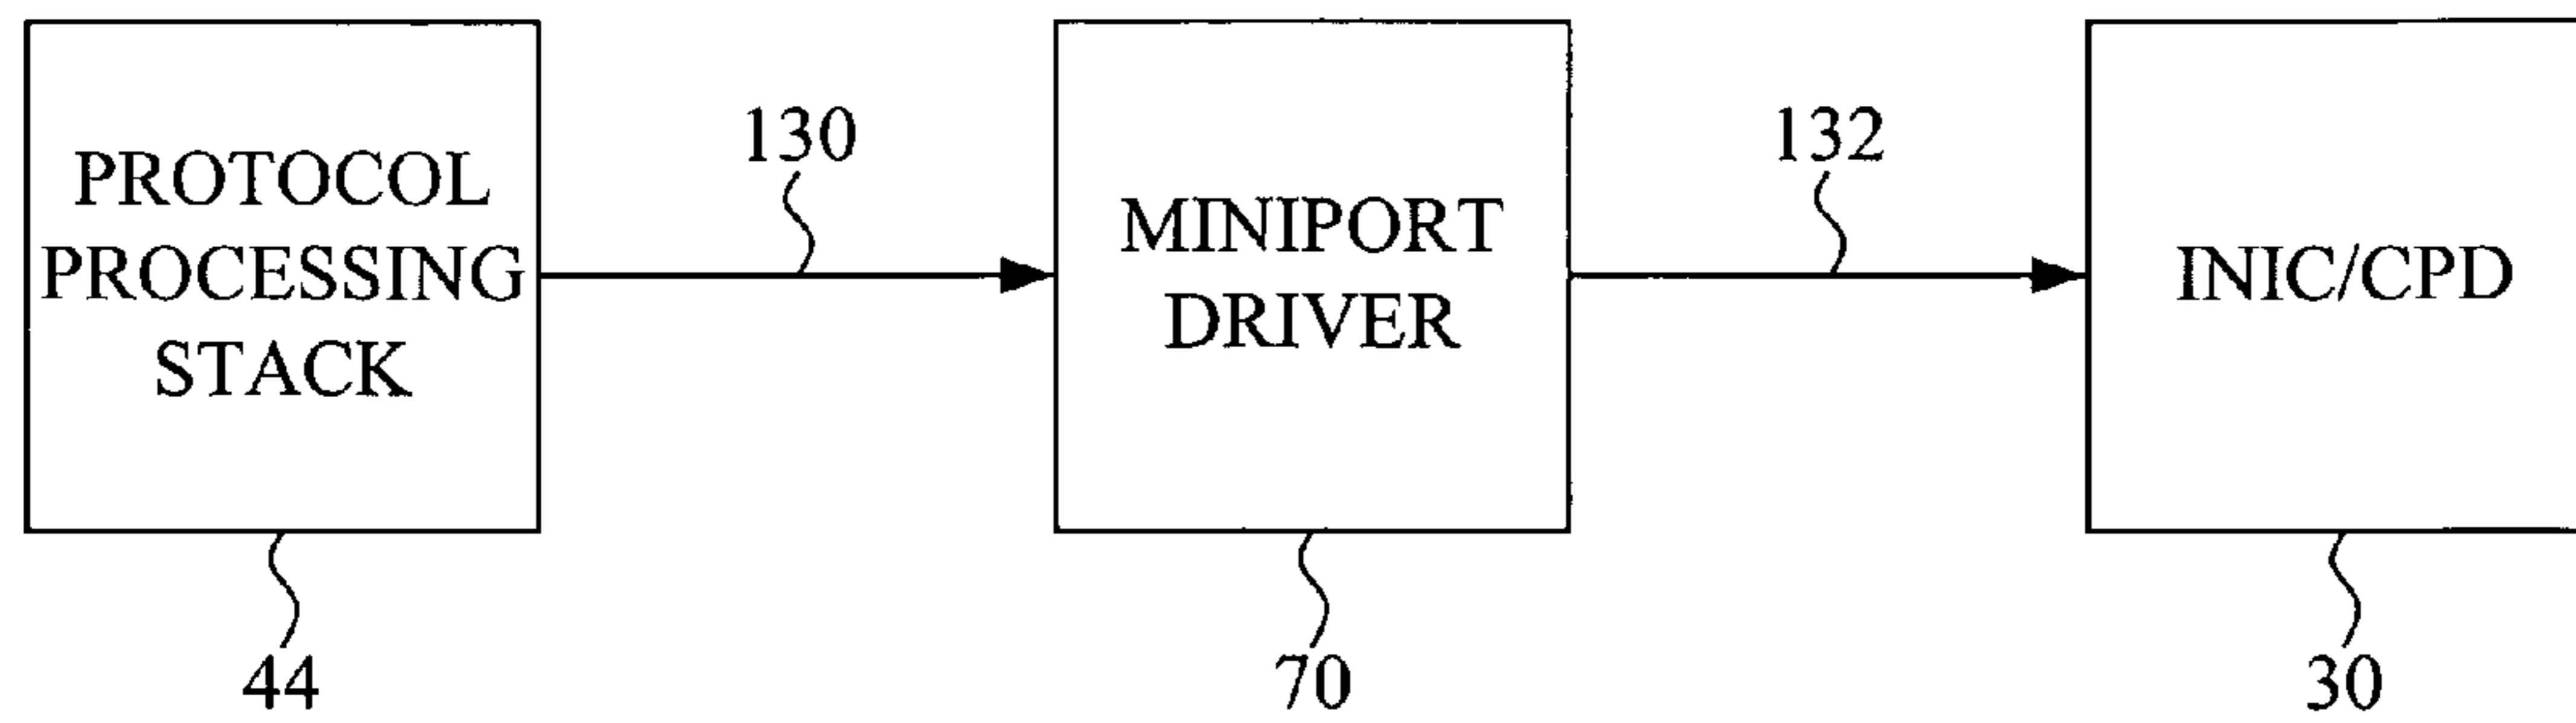 130
132
PROTOCOL
PROCESSING
STACK
MINIPORT
DRIVER
INIC/CPD
44
70
30